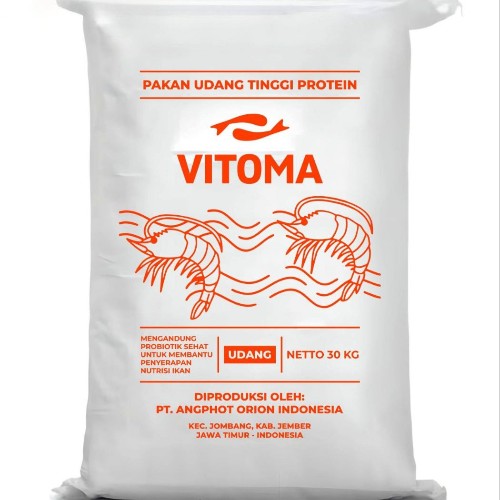 PAKAN UDANG TINGGI PROTEIN
VITOMA
MENGANDUNG
PROBIOTIK SEHAT
UNTUK MEMBANTU
PENYERAPAN
NUTRISI IKAN
UDANG
NETTO 30 KG
DIPRODUKSI OLEH:
PT. ANGPHOT ORION INDONESIA
KEC. JOMBANG, KAB. JEMBER
JAWA TIMUR - INDONESIA